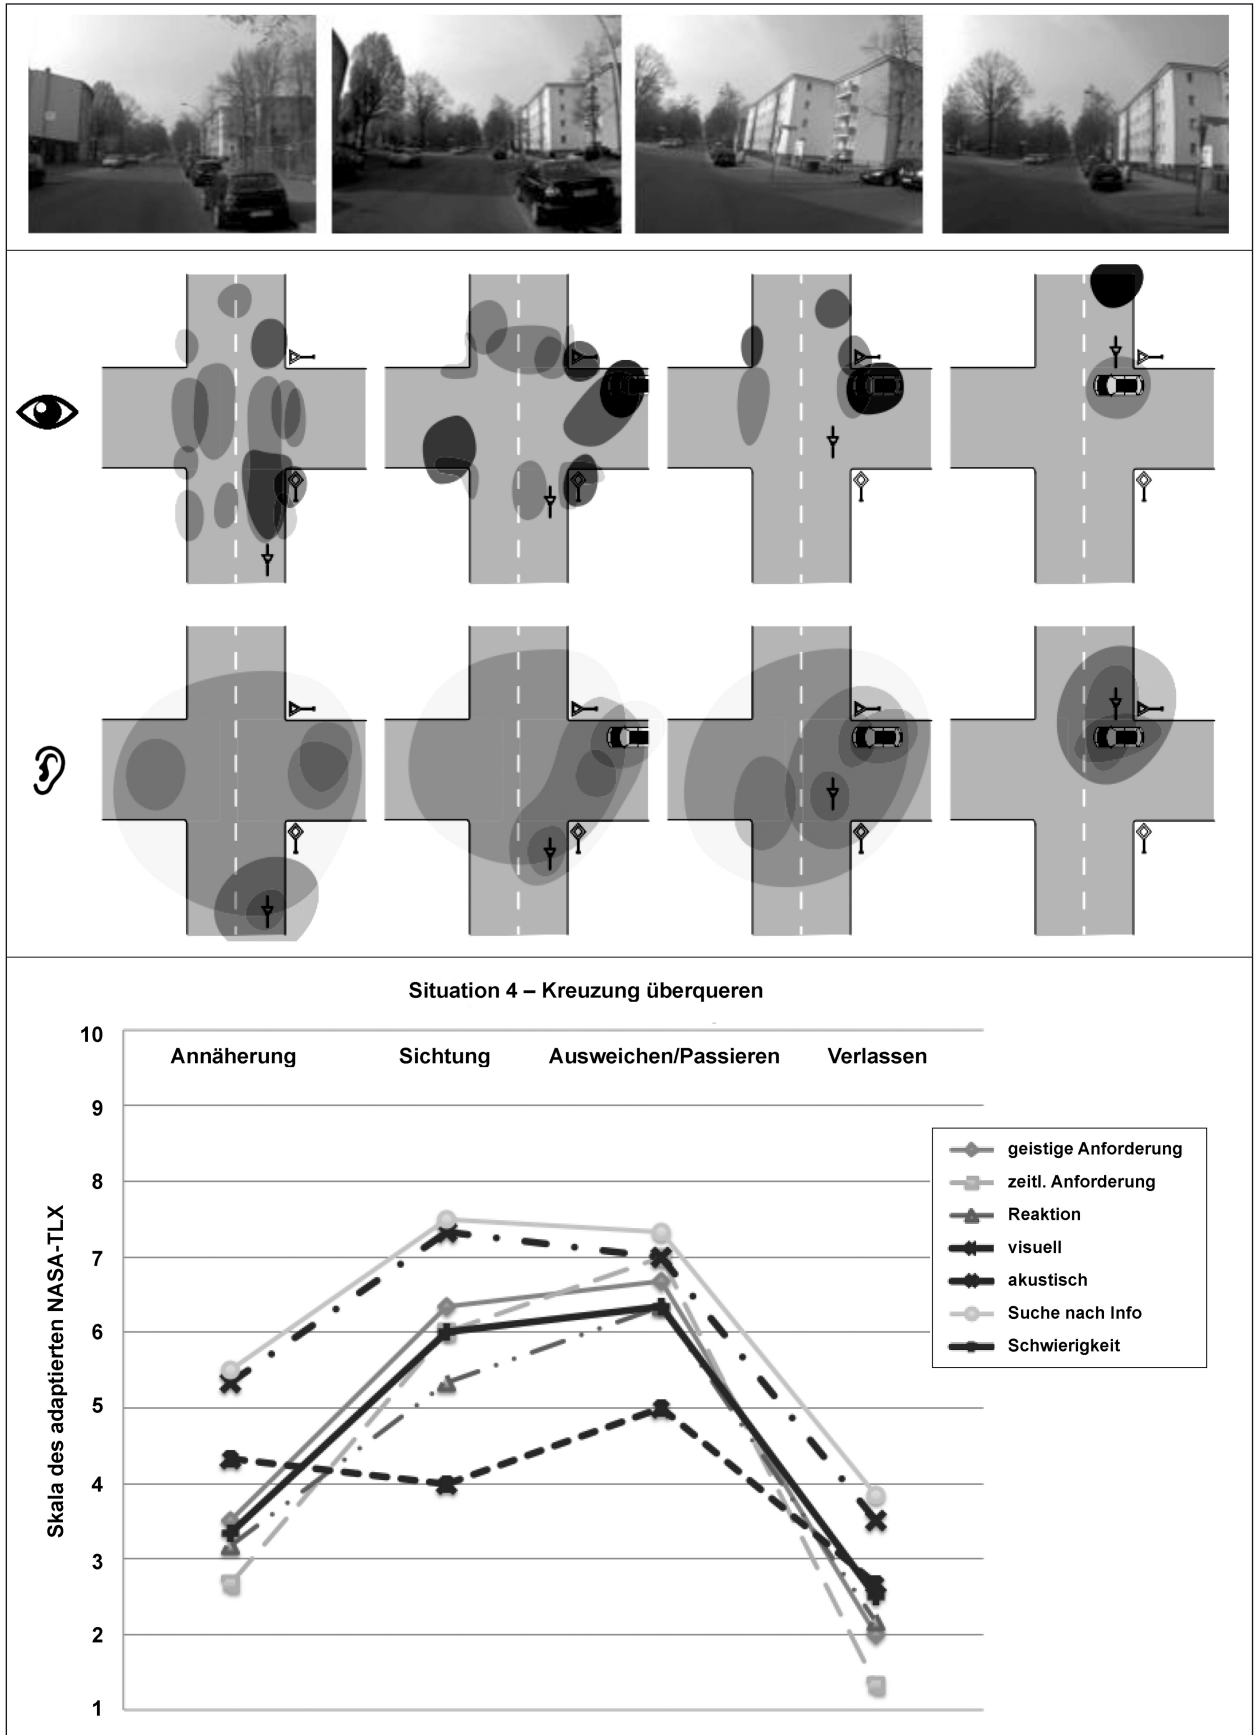 Situation 4 – Kreuzung überqueren
10
Annäherung
Sichtung
Ausweichen/Passieren
Verlassen
9
8
7
6
5
4
3
2
1
Skala des adaptierten NASA-TLX
geistige Anforderung
zeitl. Anforderung
Reaktion
visuell
akustisch
Suche nach Info
Schwierigkeit